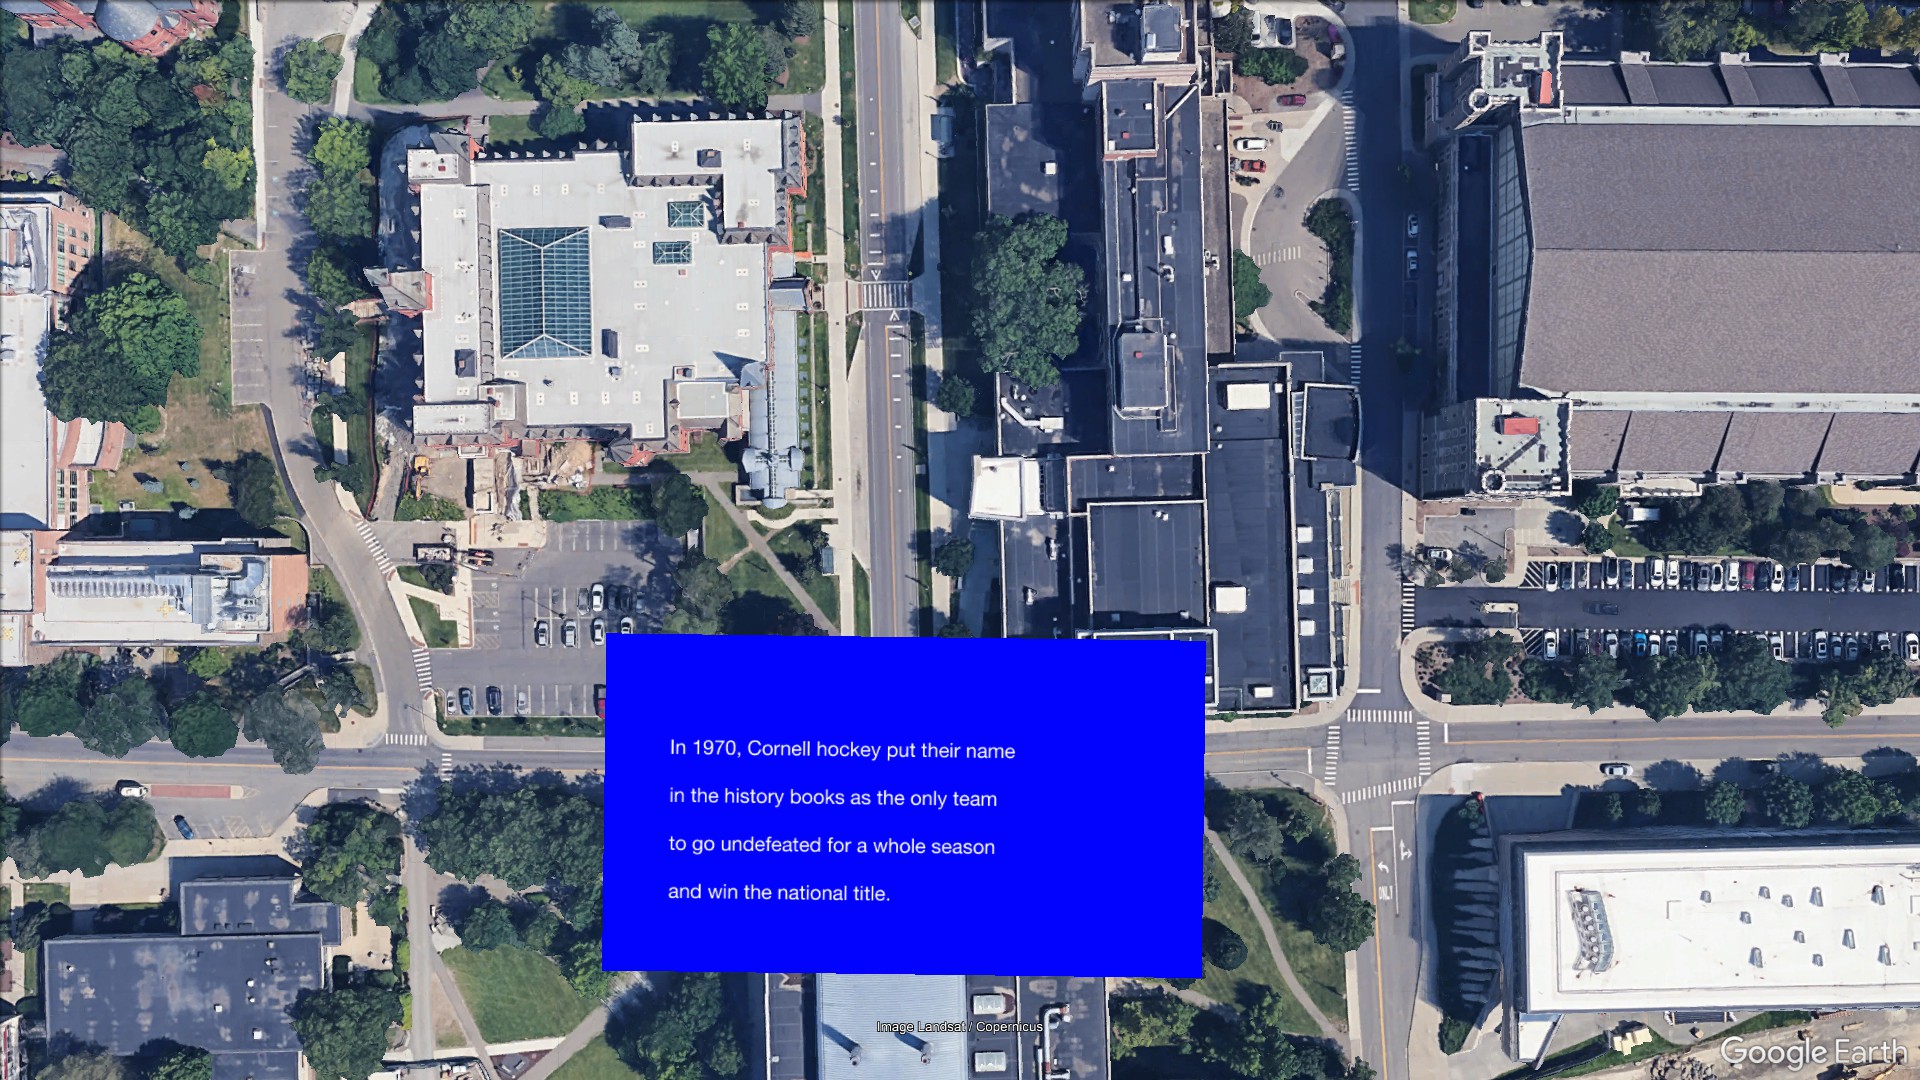 In 1970, Cornell hockey put their name
in the history books as the only team
to go undefeated for a whole season
and win the national title.
ONLY
Image Landsat / Copernicus
Google Earth